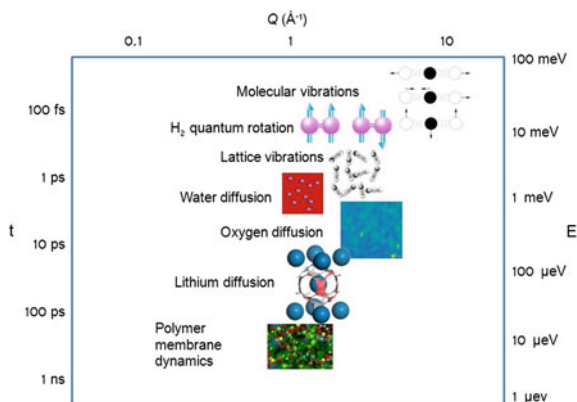 Q (Å⁻¹)
0.1 1 10
100 meV
Molecular vibrations
100 fs
H₂ quantum rotation
10 meV
Lattice vibrations
1 ps
Water diffusion
1 meV
t
Oxygen diffusion
E
10 ps
Lithium diffusion
100 µeV
100 ps
Polymer
membrane
dynamics
10 µeV
1 ns
1 µev